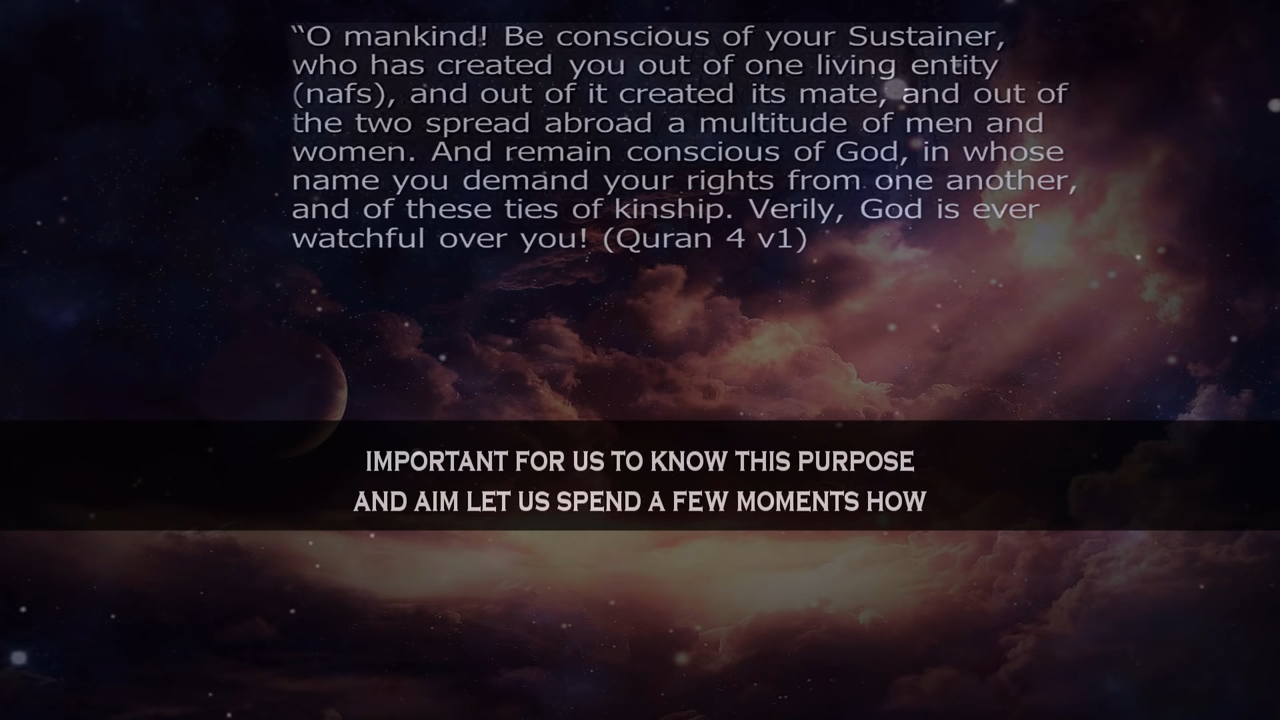 “O mankind! Be conscious of your Sustainer,
who has created you out of one living entity
(nafs), and out of it created its mate, and out of
the two spread abroad a multitude of men and
women. And remain conscious of God, in whose
name you demand your rights from one another,
and of these ties of kinship. Verily, God is ever
watchful over you! (Quran 4 v1)
IMPORTANT FOR US TO KNOW THIS PURPOSE
AND AIM LET US SPEND A FEW MOMENTS HOW